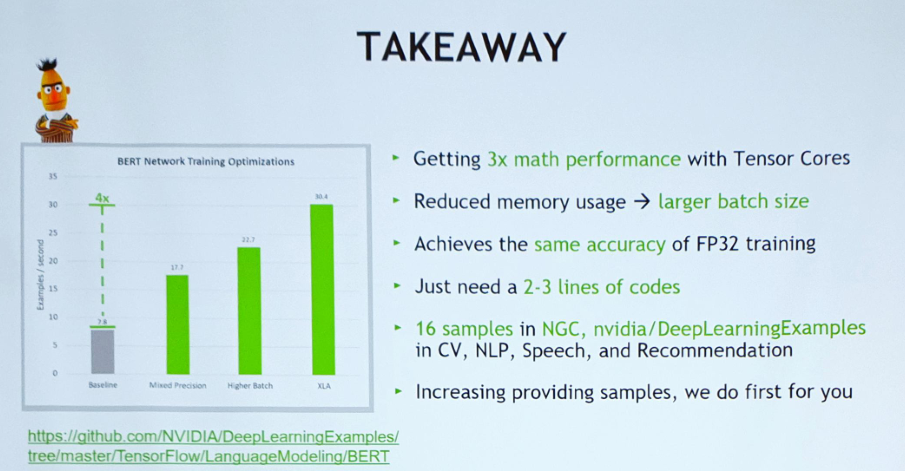 TAKEAWAY
BERT Network Training Optimizations
Examples / second
35
30
25
20
15
10
5
0
4x
7.8
17.7
22.7
30.4
Baseline
Mixed Precision
Higher Batch
XLA
https://github.com/NVIDIA/DeepLearningExamples/
tree/master/TensorFlow/LanguageModeling/BERT
▸ Getting 3x math performance with Tensor Cores
▸ Reduced memory usage → larger batch size
▸ Achieves the same accuracy of FP32 training
▸ Just need a 2-3 lines of codes
▸ 16 samples in NGC, nvidia/DeepLearningExamples
in CV, NLP, Speech, and Recommendation
▸ Increasing providing samples, we do first for you